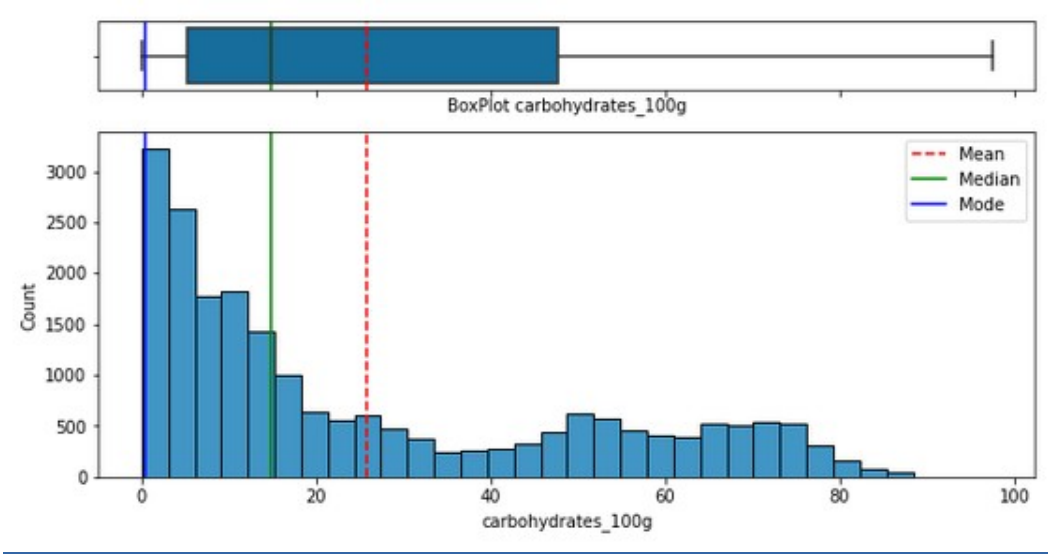 BoxPlot carbohydrates_100g
Mean
Median
Mode
3000
2500
2000
1500
1000
500
0
Count
0 20 40 60 80 100
carbohydrates_100g